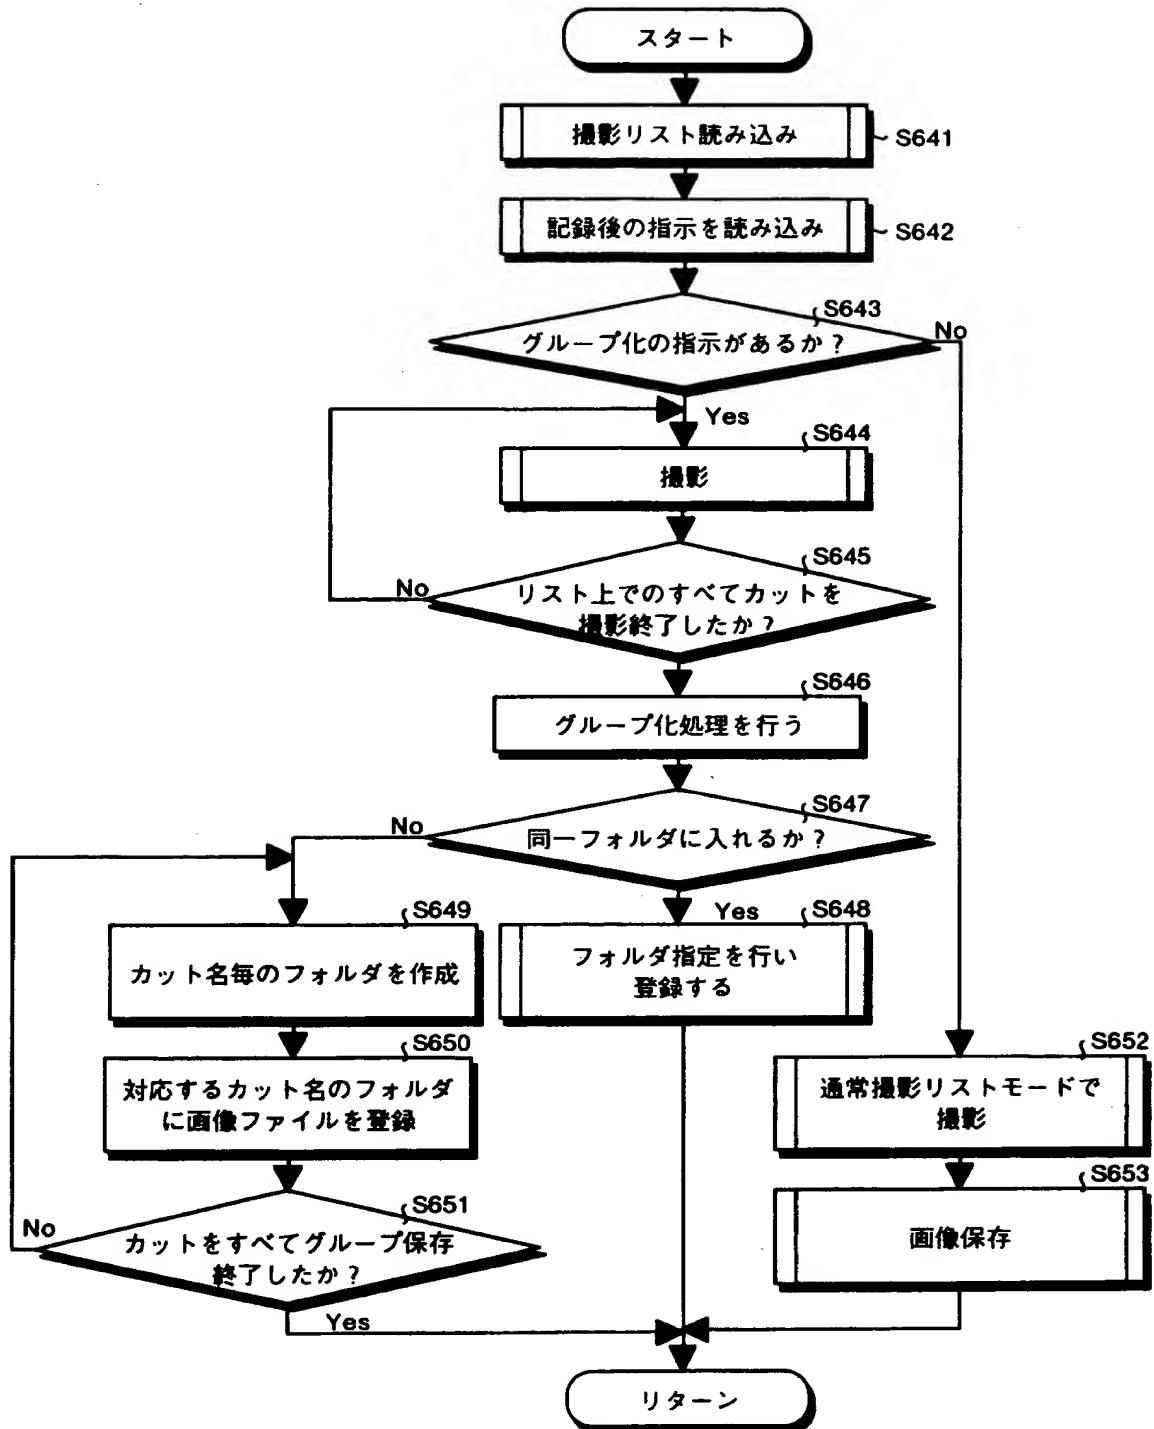 スタート
撮影リスト読み込み
S641
記録後の指示を読み込み
S642
S643
グループ化の指示があるか？
No
Yes
S644
撮影
S645
No
リスト上でのすべてカットを
撮影終了したか？
S646
グループ化処理を行う
S647
No
同一フォルダに入れるか？
Yes
S648
フォルダ指定を行い
登録する
S649
カット名毎のフォルダを作成
S650
対応するカット名のフォルダ
に画像ファイルを登録
S651
No
カットをすべてグループ保存
終了したか？
Yes
S652
通常撮影リストモードで
撮影
S653
画像保存
リターン